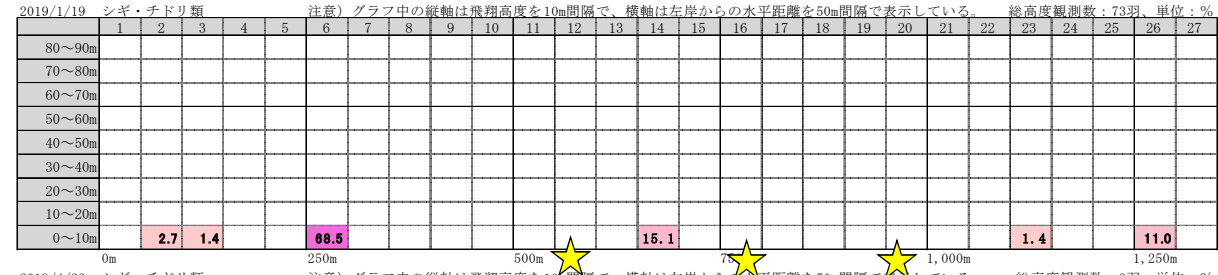 2019/1/19 シギ・チドリ類 注意）グラフ中の縦軸は飛翔高度を10m間隔で、横軸は左岸からの水平距離を50m間隔で表示している。 総高度観測数：73羽、単位：%
1 2 3 4 5 6 7 8 9 10 11 12 13 14 15 16 17 18 19 20 21 22 23 24 25 26 27
80～90m
70～80m
60～70m
50～60m
40～50m
30～40m
20～30m
10～20m
0～10m 2.7 1.4 68.5 15.1 1.4 11.0
0m 250m 500m 1,000m 1,250m